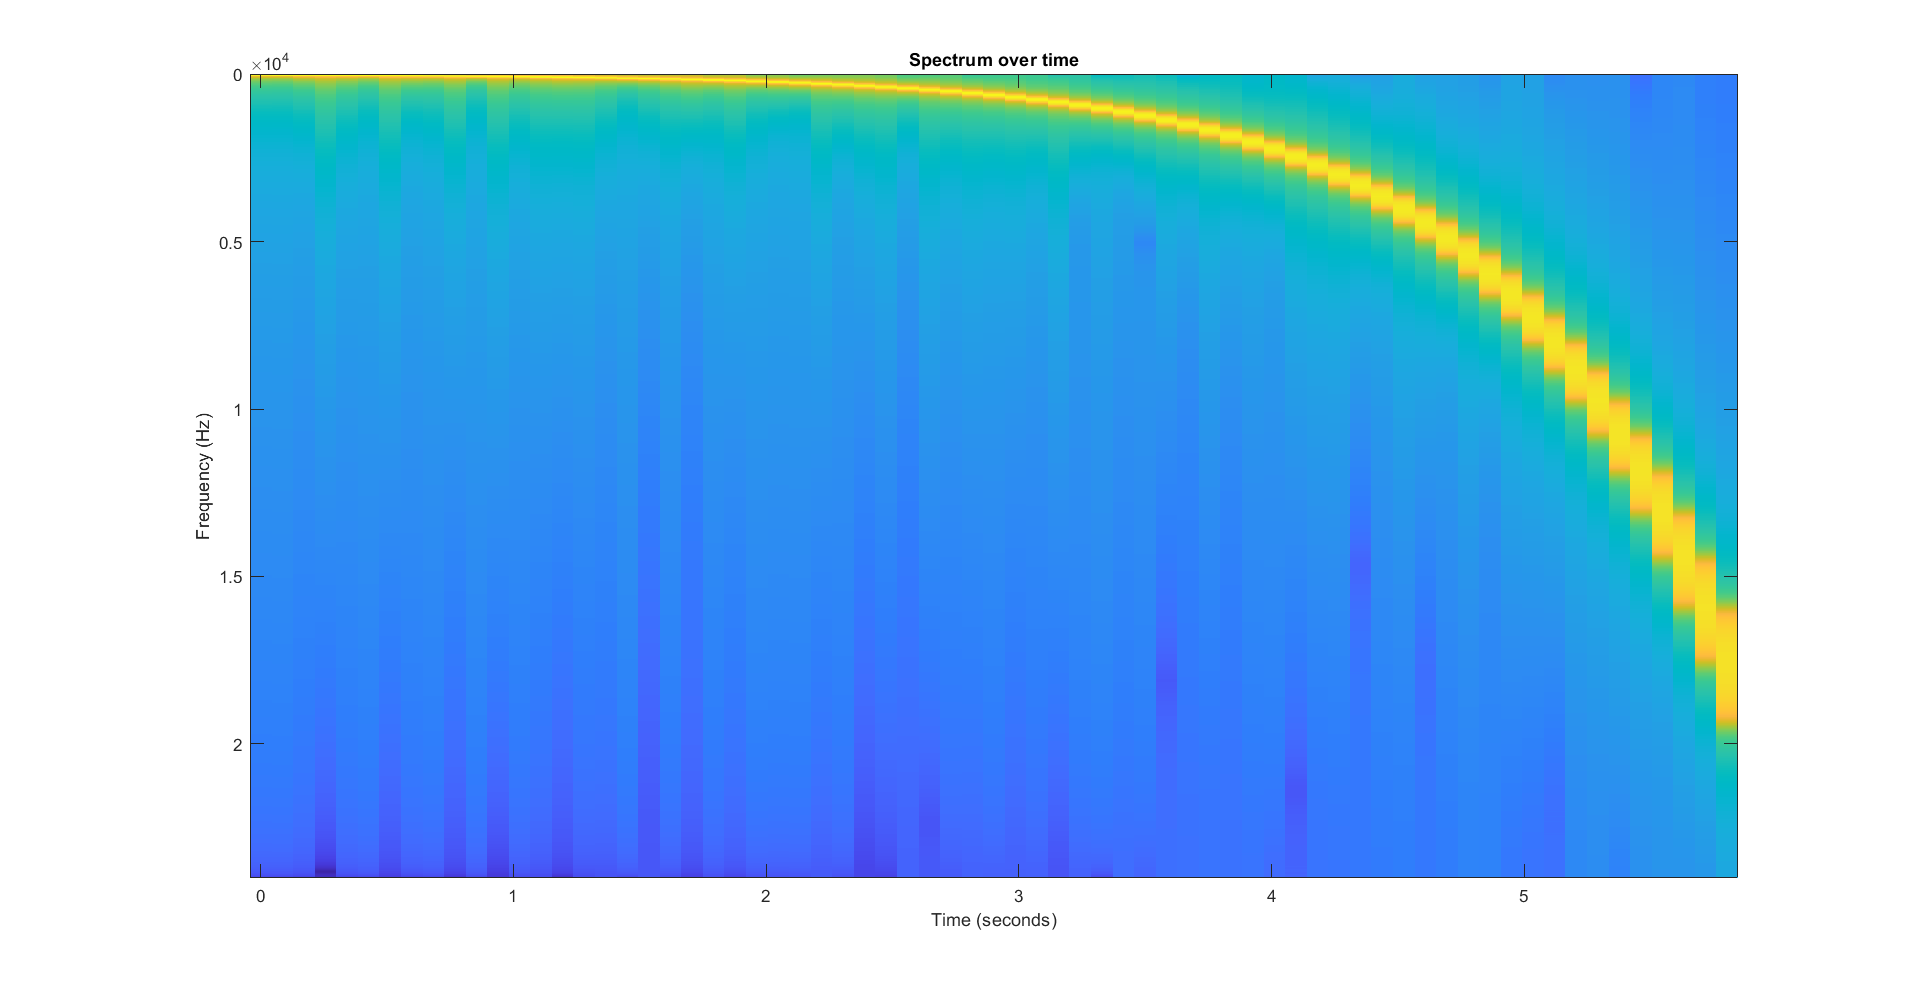 Spectrum over time
×10⁴
0
0.5
1
1.5
2
Frequency (Hz)
0 1 2 3 4 5
Time (seconds)